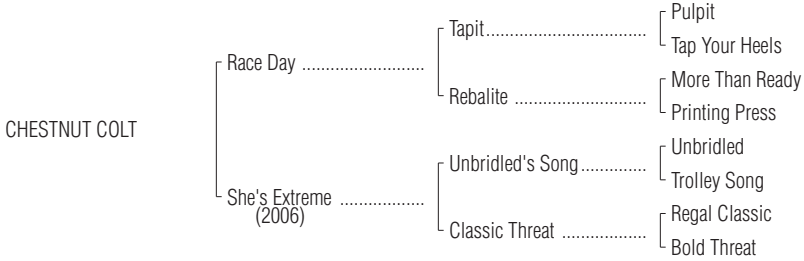 Pulpit
Tapit
Tap Your Heels
Race Day
More Than Ready
Rebalite
Printing Press
CHESTNUT COLT
Unbridled
Unbridled's Song
Trolley Song
She's Extreme
(2006)
Regal Classic
Classic Threat
Bold Threat